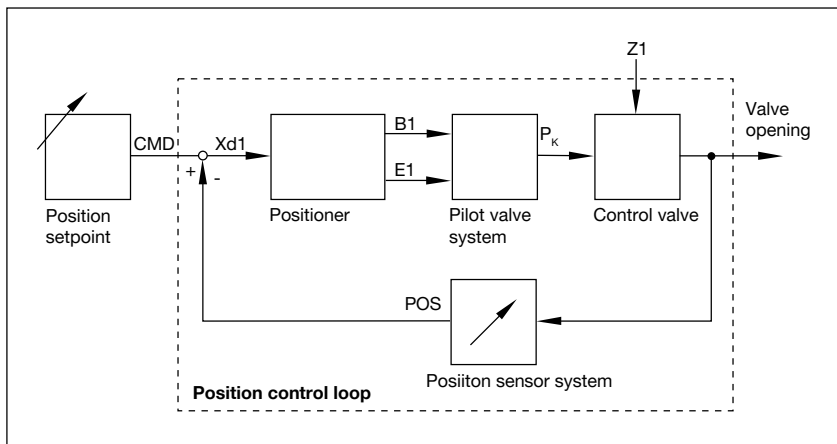 Z1
Valve
opening
CMD
Xd1
B1
E1
PK
+
-
Position
setpoint
Positioner
Pilot valve
system
Control valve
POS
Posiiton sensor system
Position control loop